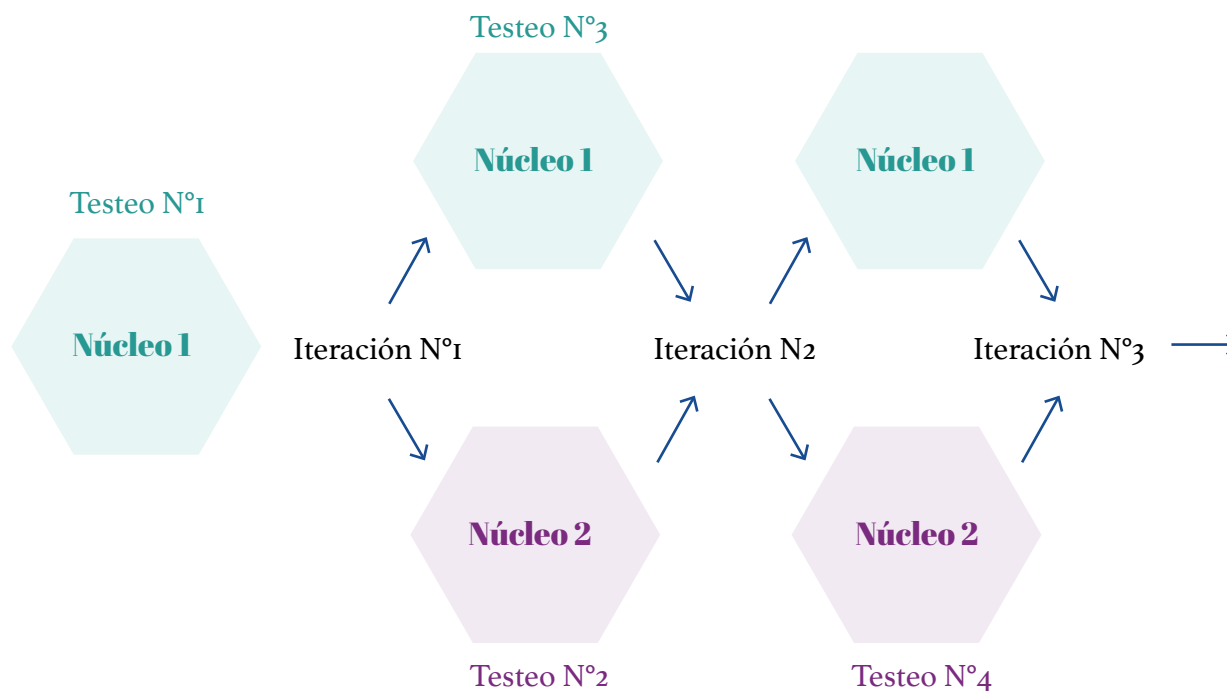 Testeo N°3
Núcleo 1
Núcleo 1
Testeo N°1
Núcleo 1
Iteración N°1
Iteración N2
Iteración N°3
Núcleo 2
Núcleo 2
Testeo N°2
Testeo N°4